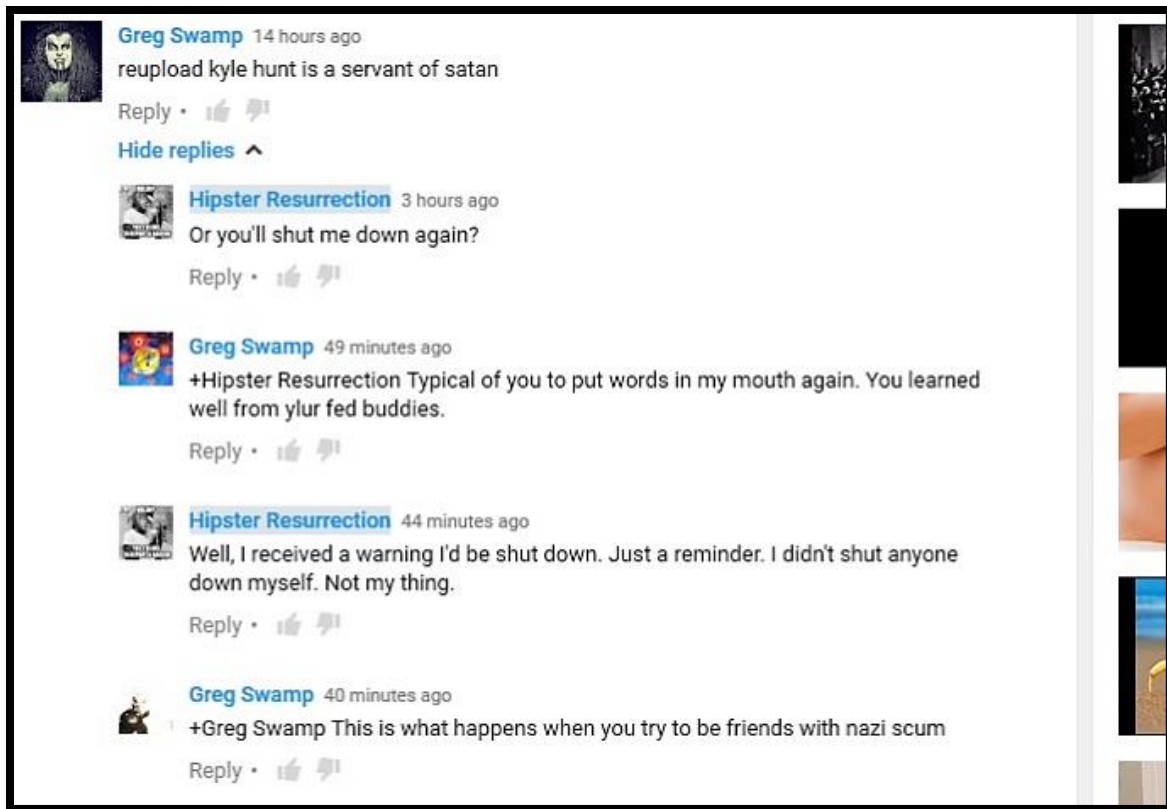 Greg Swamp 14 hours ago
reupload kyle hunt is a servant of satan
Reply •
Hide replies
Hipster Resurrection 3 hours ago
Or you'll shut me down again?
Reply •
Greg Swamp 49 minutes ago
+Hipster Resurrection Typical of you to put words in my mouth again. You learned
well from ylur fed buddies.
Reply •
Hipster Resurrection 44 minutes ago
Well, I received a warning I'd be shut down. Just a reminder. I didn't shut anyone
down myself. Not my thing.
Reply •
Greg Swamp 40 minutes ago
+Greg Swamp This is what happens when you try to be friends with nazi scum
Reply •